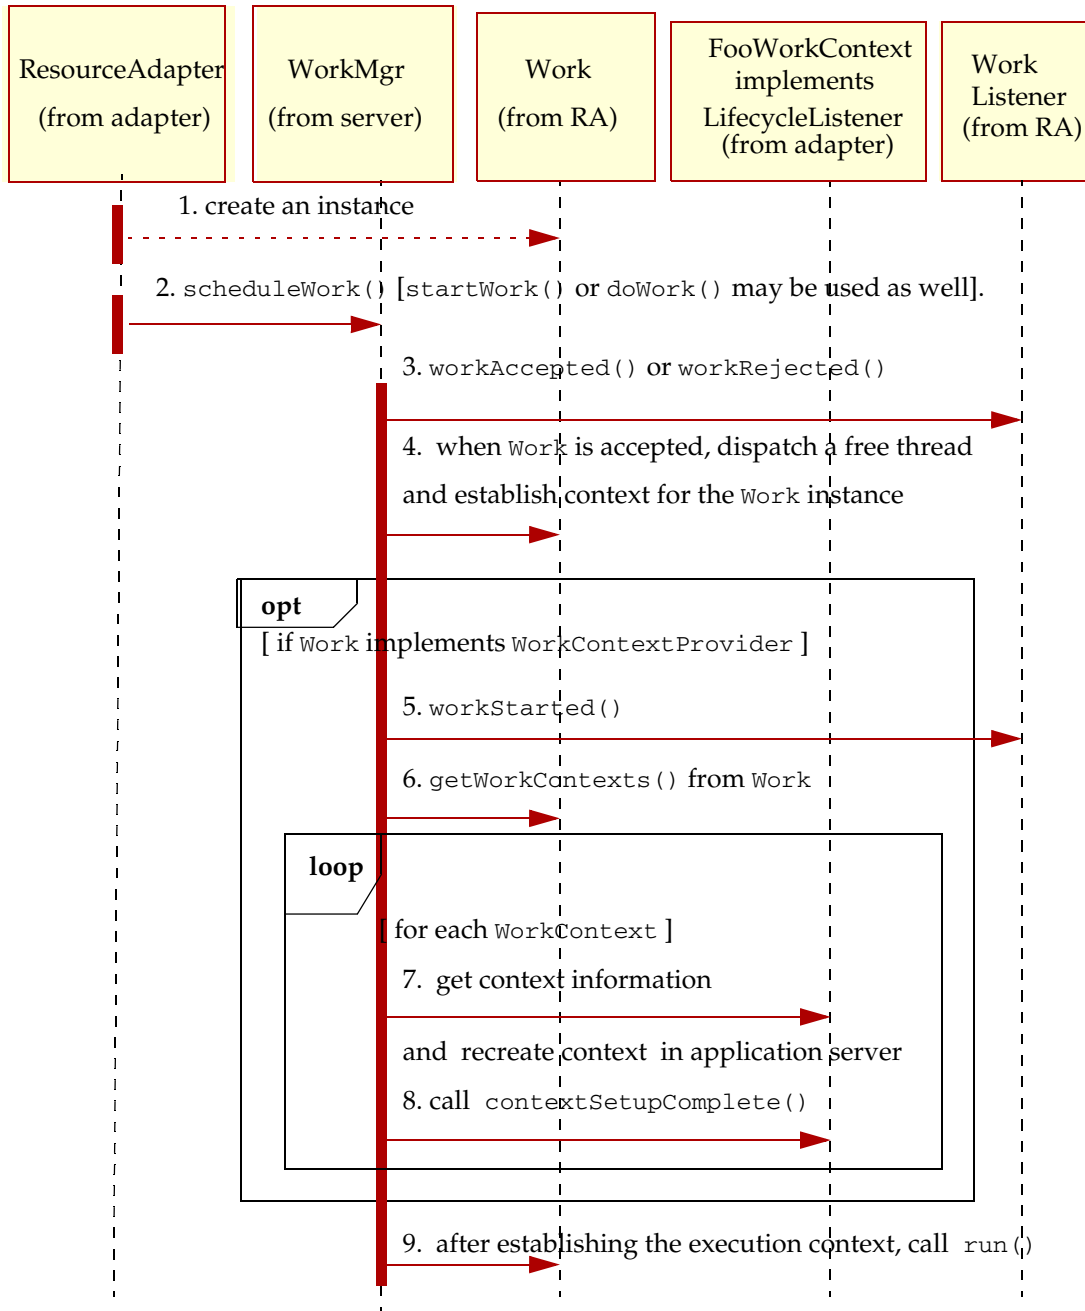 ResourceAdapter
(from adapter)
WorkMgr
(from server)
Work
(from RA)
FooWorkContext
implements
LifecycleListener
(from adapter)
Work
Listener
(from RA)
1. create an instance
2. scheduleWork() [startWork() or doWork() may be used as well].
3. workAccepted() or workRejected()
4. when Work is accepted, dispatch a free thread
and establish context for the Work instance
opt
[ if Work implements WorkContextProvider ]
5. workStarted()
6. getWorkContexts() from Work
loop
[ for each WorkContext ]
7. get context information
and recreate context in application server
8. call contextSetupComplete()
9. after establishing the execution context, call run()